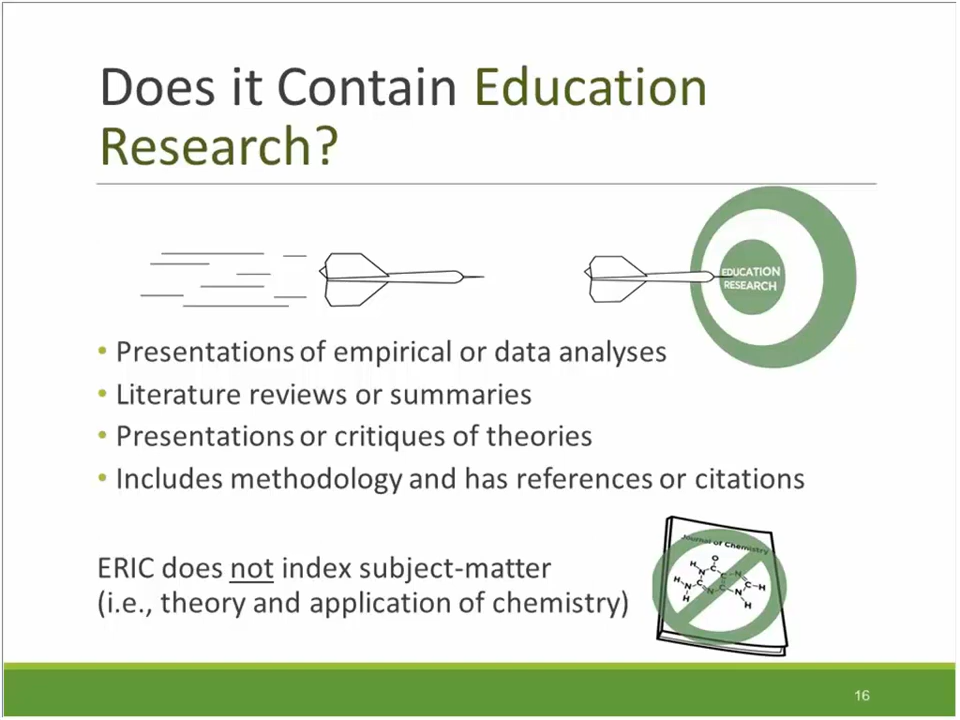 Does it Contain Education
Research?
EDUCATION
RESEARCH
• Presentations of empirical or data analyses
• Literature reviews or summaries
• Presentations or critiques of theories
• Includes methodology and has references or citations
Journal of Chemistry
O
H N C C N C H
H N C N C N
H H
ERIC does not index subject-matter
(i.e., theory and application of chemistry)
16